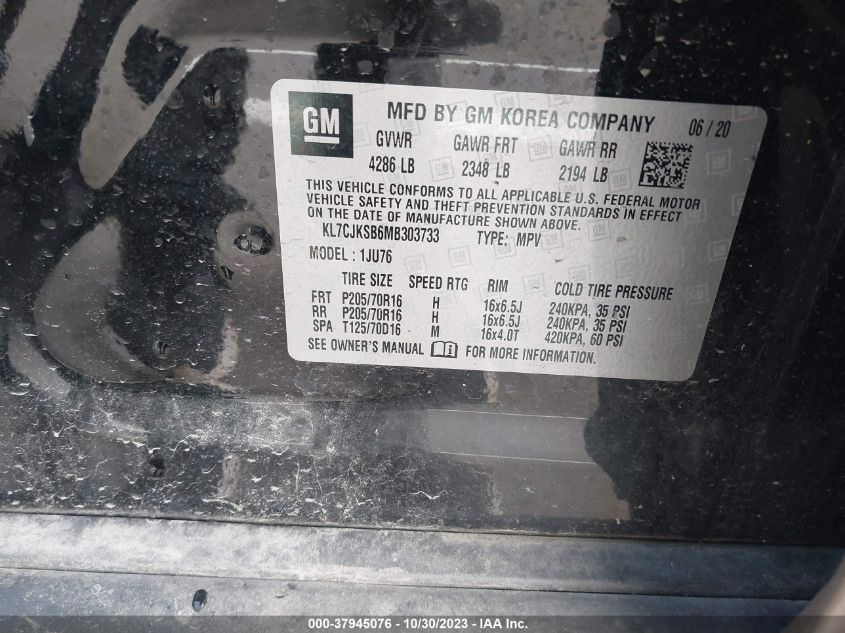 GM
MFD BY GM KOREA COMPANY 06 / 20
GVWR GAWR FRT GAWR RR
4286 LB 2348 LB 2194 LB
THIS VEHICLE CONFORMS TO ALL APPLICABLE U.S. FEDERAL MOTOR
VEHICLE SAFETY AND THEFT PREVENTION STANDARDS IN EFFECT
ON THE DATE OF MANUFACTURE SHOWN ABOVE.
KL7CJKSB6MB303733 TYPE: MPV
MODEL : 1JU76
TIRE SIZE SPEED RTG RIM COLD TIRE PRESSURE
FRT P205/70R16 H 16x6.5J 240KPA, 35 PSI
RR P205/70R16 H 16x6.5J 240KPA, 35 PSI
SPA T125/70D16 M 16x4.0T 420KPA, 60 PSI
SEE OWNER'S MANUAL FOR MORE INFORMATION.
000-37945076 - 10/30/2023 - IAA Inc.